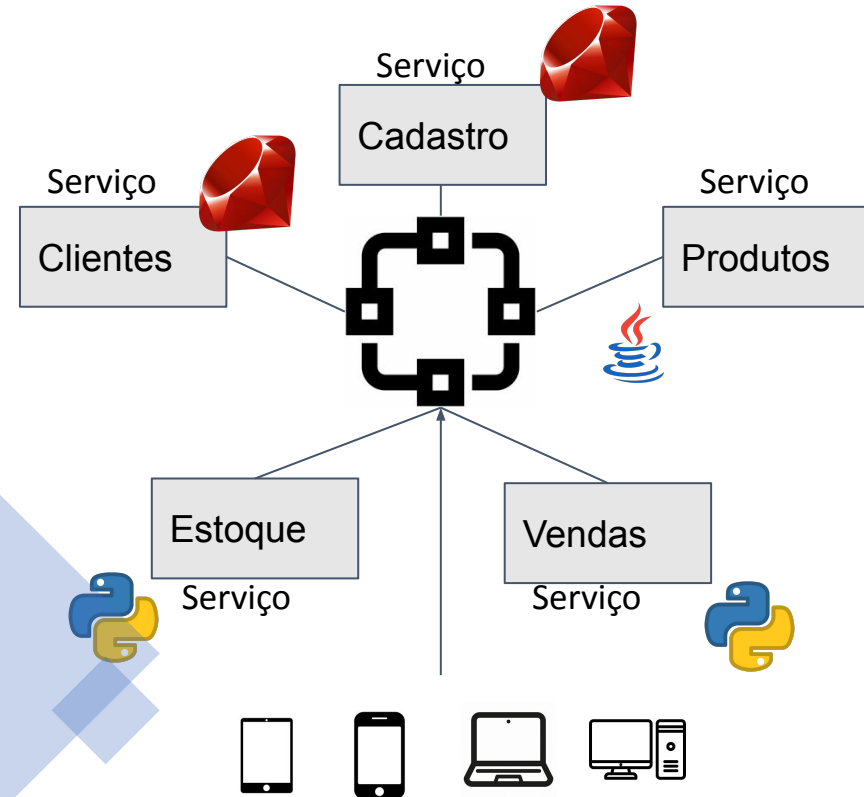 Serviço
Cadastro
Serviço
Clientes
Serviço
Produtos
Estoque
Serviço
Vendas
Serviço